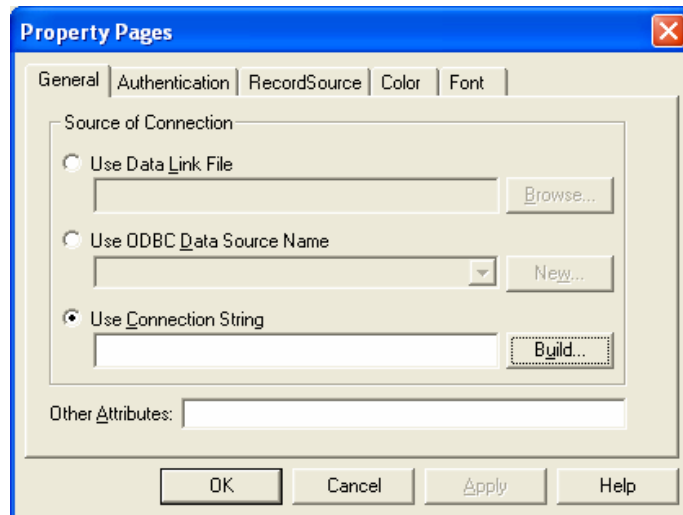 Property Pages
General Authentication RecordSource Color Font
Source of Connection
Use Data Link File
Browse...
Use ODBC Data Source Name
New...
Use Connection String
Build...
Other Attributes:
OK Cancel Apply Help